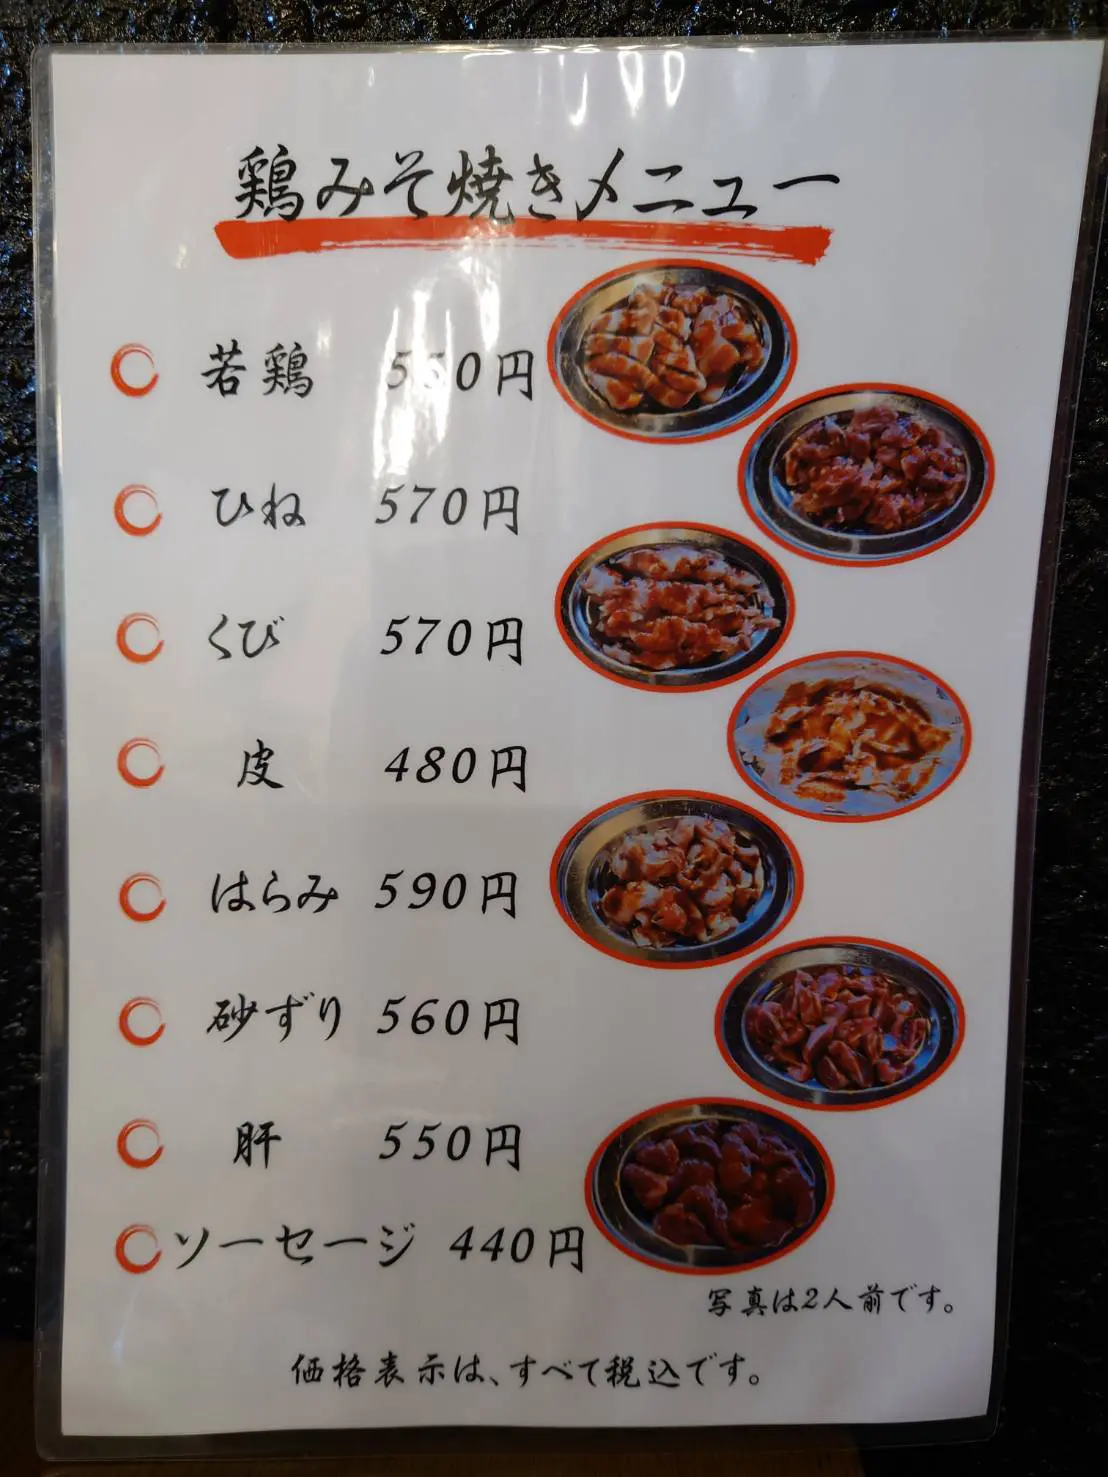 鶏みそ焼きメニュー
若鶏 550円
ひね 570円
くび 570円
皮 480円
はらみ 590円
砂ずり 560円
肝 550円
ソーセージ 440円
写真は2人前です。
価格表示は、すべて税込です。